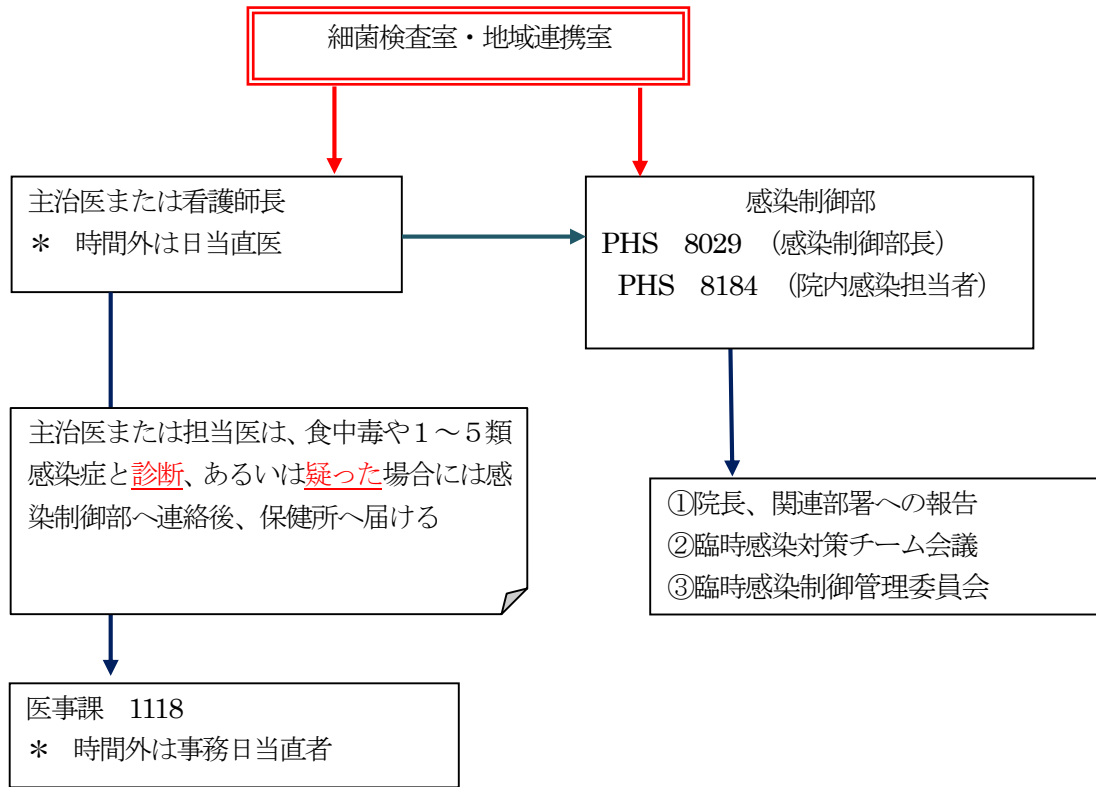 細菌検査室・地域連携室
主治医または看護師長
＊　時間外は日当直医
感染制御部
PHS　8029　（感染制御部長）
PHS　8184　（院内感染担当者）
主治医または担当医は、食中毒や１～５類
感染症と診断、あるいは疑った場合には感
染制御部へ連絡後、保健所へ届ける
①院長、関連部署への報告
②臨時感染対策チーム会議
③臨時感染制御管理委員会
医事課　1118
＊　時間外は事務日当直者